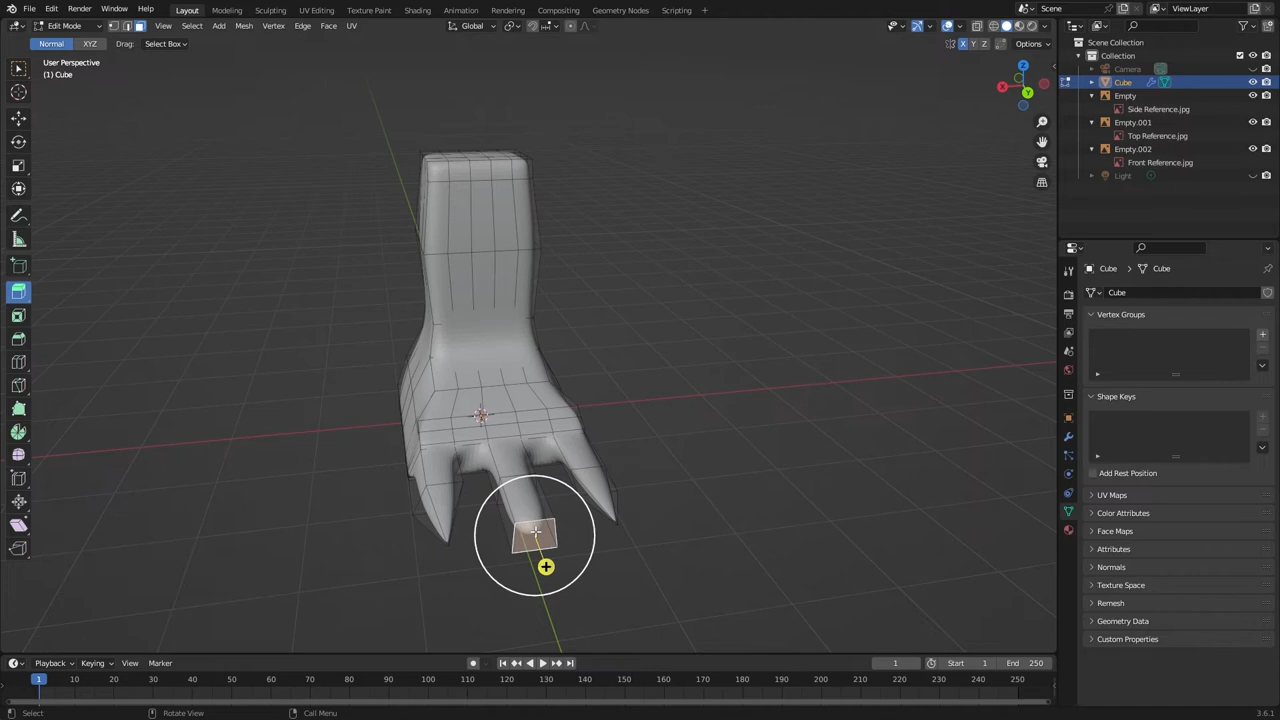 File Edit Render Window Help Layout Modeling Sculpting UV Editing Texture Paint Shading Animation Rendering Compositing Geometry Nodes Scripting Scene ViewLayer
Edit Mode View Select Add Mesh Vertex Edge Face UV Global
Normal XYZ Drag: Select Box X Y Z Options
User Perspective
(1) Cube
Z
X
Y
Scene Collection
Collection
Camera
Cube
Empty
Side Reference.jpg
Empty.001
Top Reference.jpg
Empty.002
Front Reference.jpg
Light
Cube Cube
Cube
Vertex Groups
Shape Keys
Add Rest Position
UV Maps
Color Attributes
Face Maps
Attributes
Normals
Texture Space
Remesh
Geometry Data
Custom Properties
Playback Keying View Marker 1 Start 1 End 250
1 10 20 30 40 50 60 70 80 90 100 110 120 130 140 150 160 170 180 190 200 210 220 230 240 250
Select Rotate View Call Menu 3.6.1